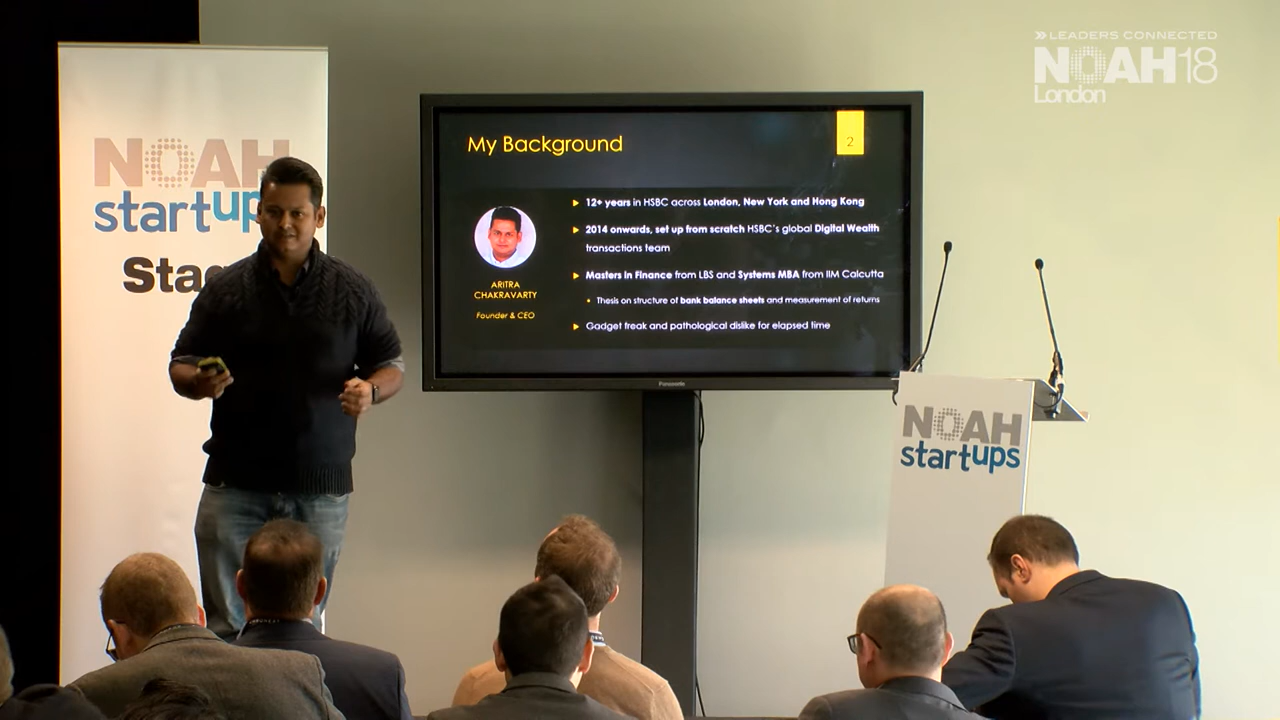 LEADERS CONNECTED
NOAH18
London
NOAH
startups
Stag
My Background
2
12+ years in HSBC across London, New York and Hong Kong
2014 onwards, set up from scratch HSBC's global Digital Wealth
transactions team
Masters in Finance from LBS and Systems MBA from IIM Calcutta
Thesis on structure of bank balance sheets and measurement of returns
Gadget freak and pathological dislike for elapsed time
ARITRA
CHAKRAVARTY
Founder & CEO
Panasonic
NOAH
startups